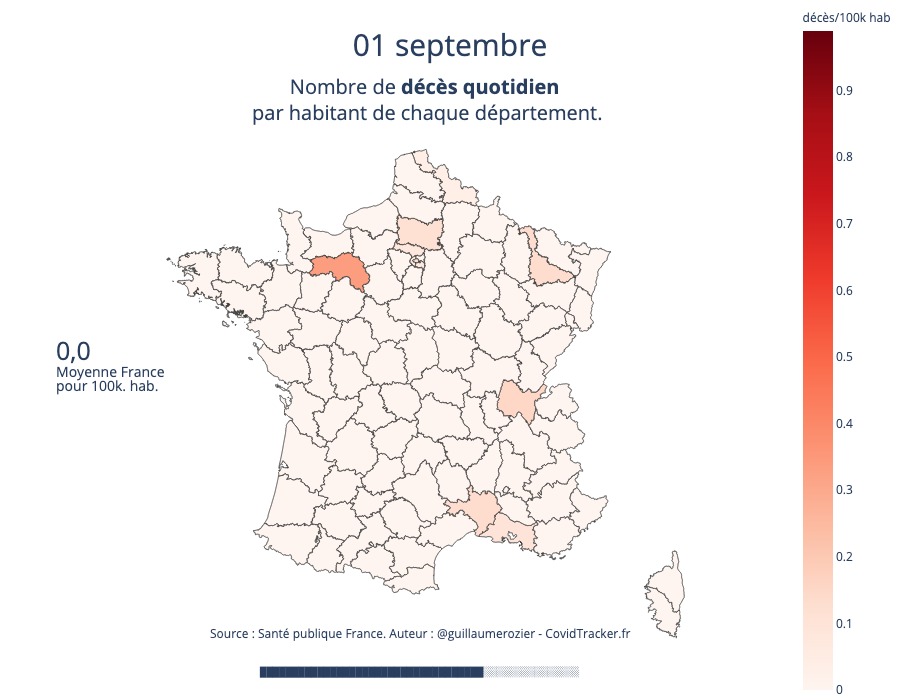 décès/100k hab
01 septembre
Nombre de décès quotidien
par habitant de chaque département.
0.9
0.8
0.7
0.6
0.5
0.4
0.3
0.2
0.1
0
0,0
Moyenne France
pour 100k. hab.
Source : Santé publique France. Auteur : @guillaumerozier - CovidTracker.fr